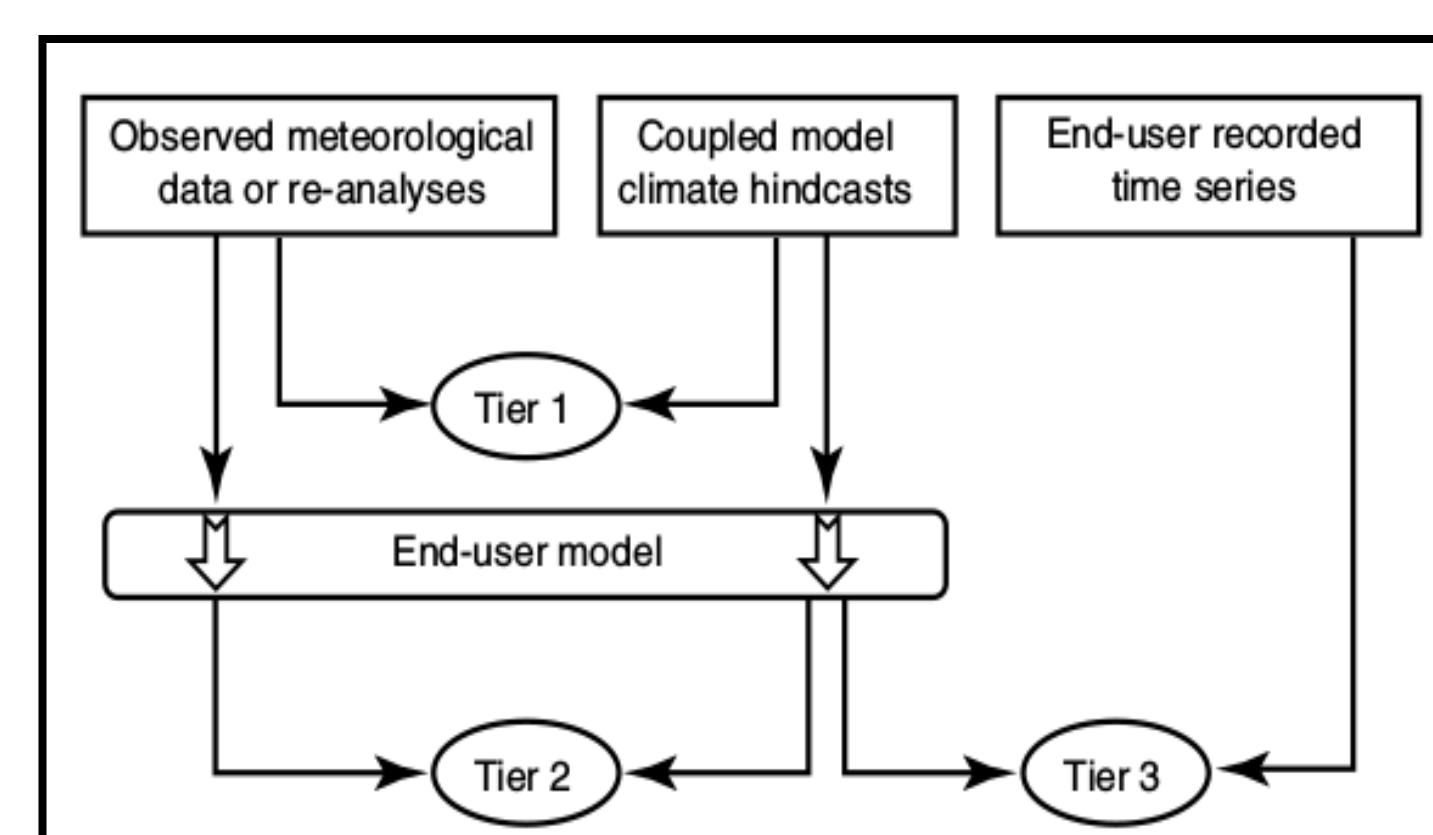 Observed meteorological
data or re-analyses
Coupled model
climate hindcasts
End-user recorded
time series
Tier 1
End-user model
Tier 2
Tier 3